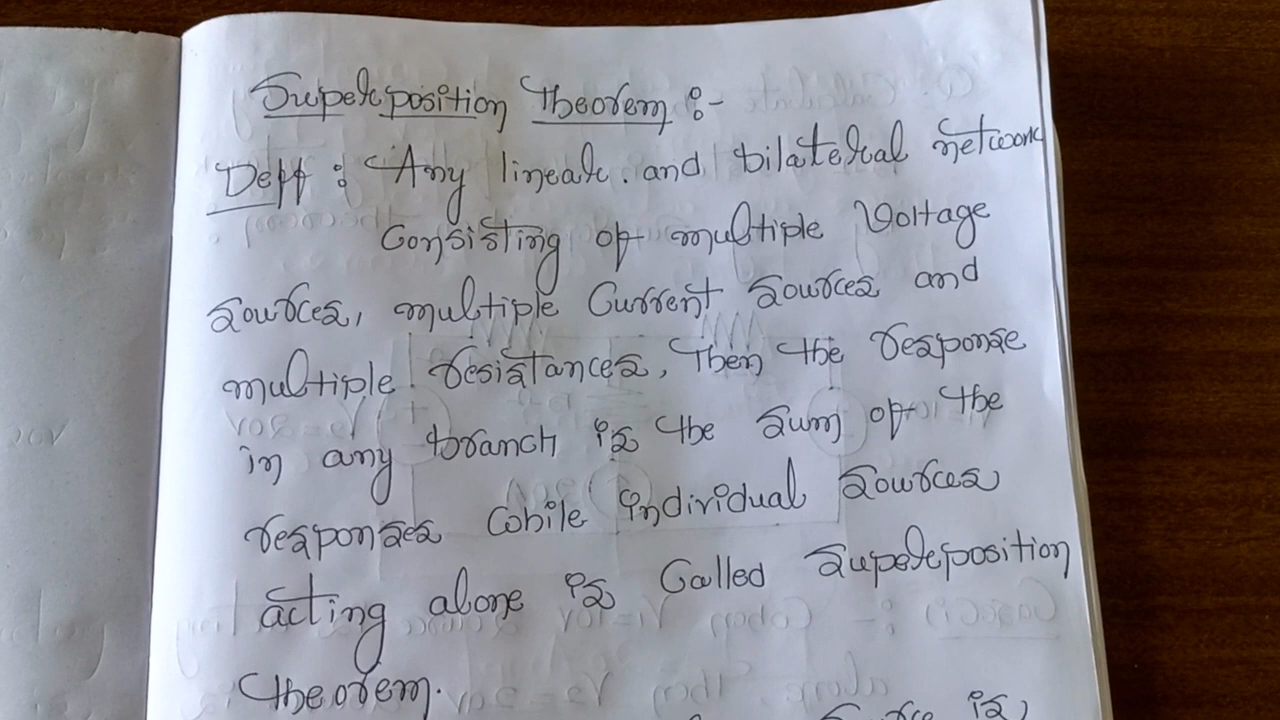 Superposition Theorem :-
Deff : Any linear. and bilateral network
Consisting of multiple Voltage
sources, multiple Current sources and
multiple resistances, Then the response
in any branch is the sum of the
responses while individual sources
acting alone is Called superposition
theorem.
is,